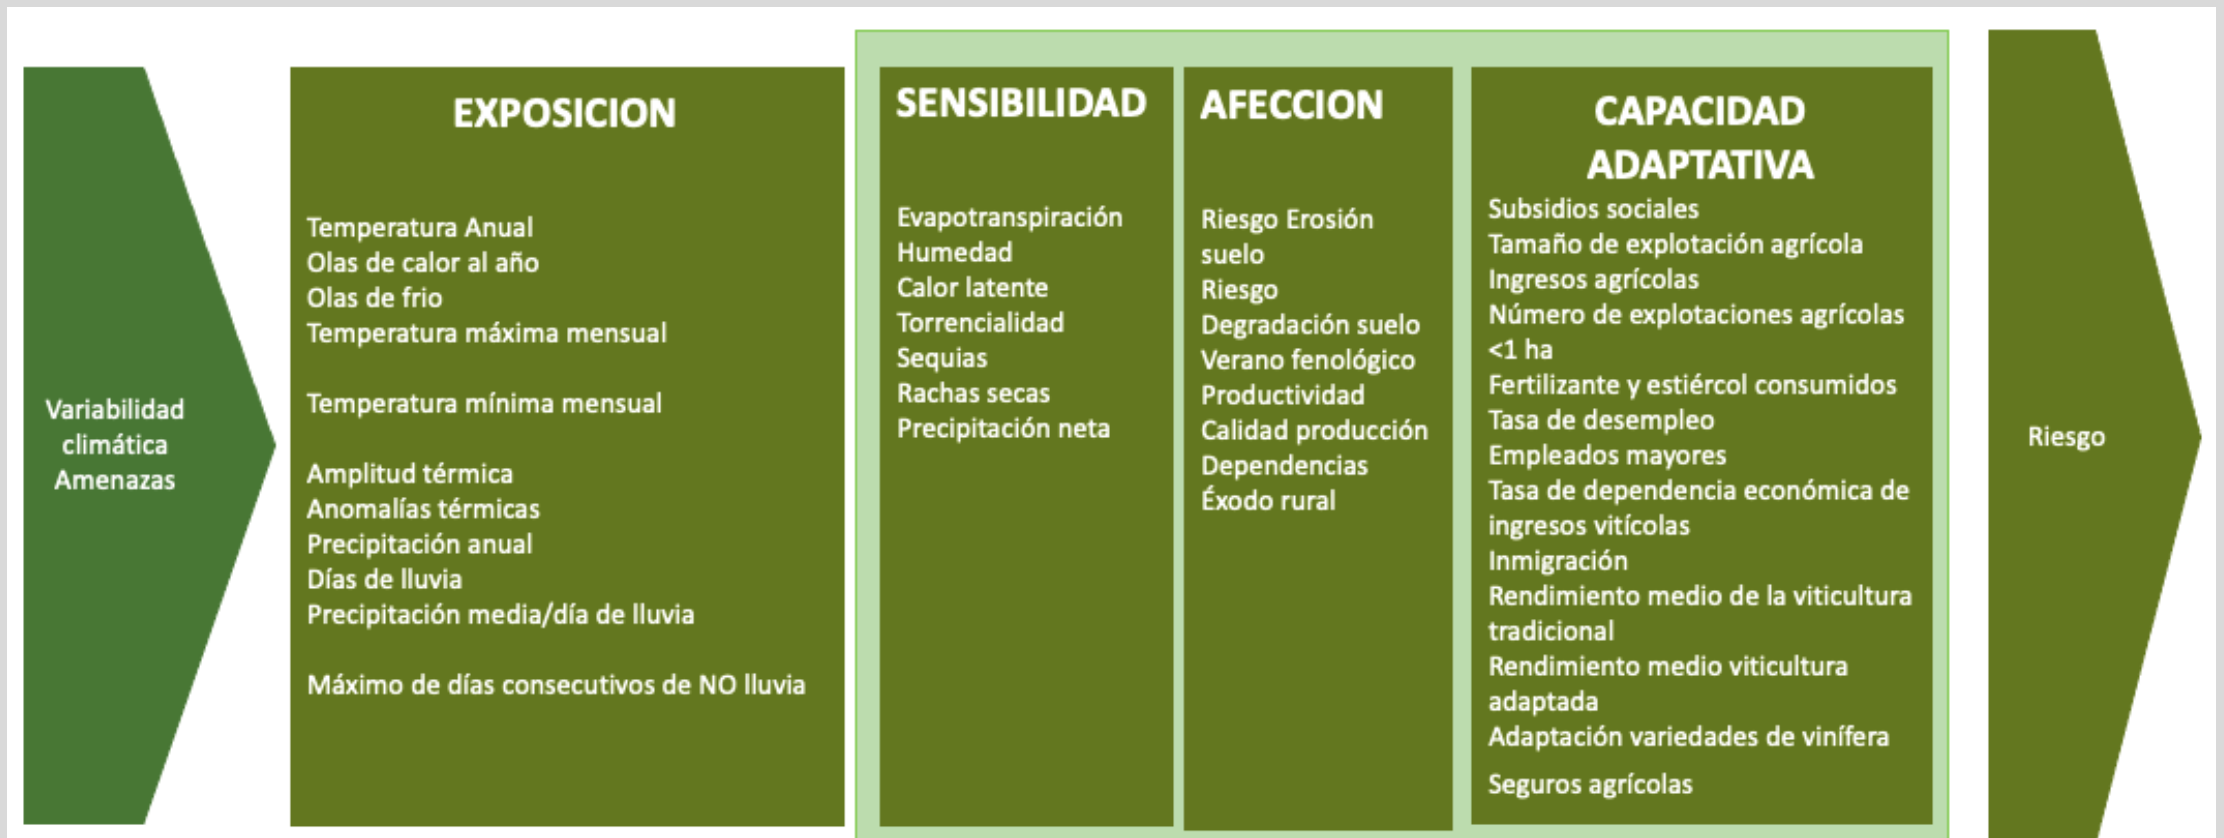 Variabilidad
climática
Amenazas
EXPOSICION
Temperatura Anual
Olas de calor al año
Olas de frio
Temperatura máxima mensual
Temperatura mínima mensual
Amplitud térmica
Anomalías térmicas
Precipitación anual
Días de lluvia
Precipitación media/día de lluvia
Máximo de días consecutivos de NO lluvia
SENSIBILIDAD
Evapotranspiración
Humedad
Calor latente
Torrencialidad
Sequias
Rachas secas
Precipitación neta
AFECCION
Riesgo Erosión
suelo
Riesgo
Degradación suelo
Verano fenológico
Productividad
Calidad producción
Dependencias
Éxodo rural
CAPACIDAD
ADAPTATIVA
Subsidios sociales
Tamaño de explotación agrícola
Ingresos agrícolas
Número de explotaciones agrícolas
<1 ha
Fertilizante y estiércol consumidos
Tasa de desempleo
Empleados mayores
Tasa de dependencia económica de
ingresos vitícolas
Inmigración
Rendimiento medio de la viticultura
tradicional
Rendimiento medio viticultura
adaptada
Adaptación variedades de vinífera
Seguros agrícolas
Riesgo